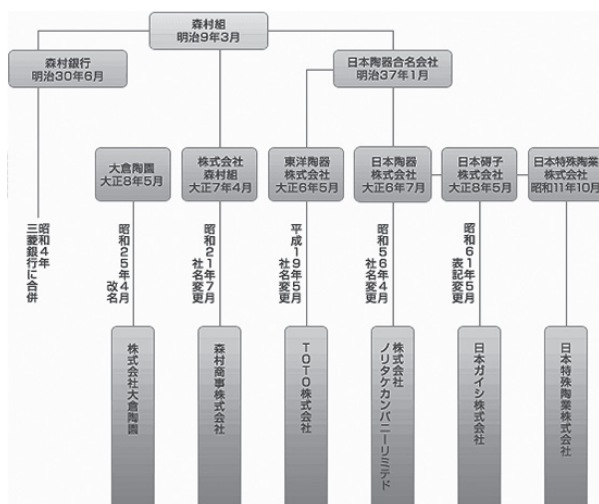 森村組
明治9年3月
森村銀行
明治30年6月
日本陶器合名会社
明治37年1月
大倉陶園
大正8年5月
株式会社
森村組
大正7年4月
東洋陶器
株式会社
大正6年5月
日本陶器
株式会社
大正6年7月
日本碍子
株式会社
大正8年5月
日本特殊陶業
株式会社
昭和11年10月
昭和4年
三菱銀行に合併
昭和25年4月
改名
昭和21年7月
社名変更
平成19年5月
社名変更
昭和56年4月
社名変更
昭和61年5月
表記変更
株式会社大倉陶園
森村商事株式会社
TOTO株式会社
株式会社
ノリタケカンパニーリミテド
日本ガイシ株式会社
日本特殊陶業株式会社